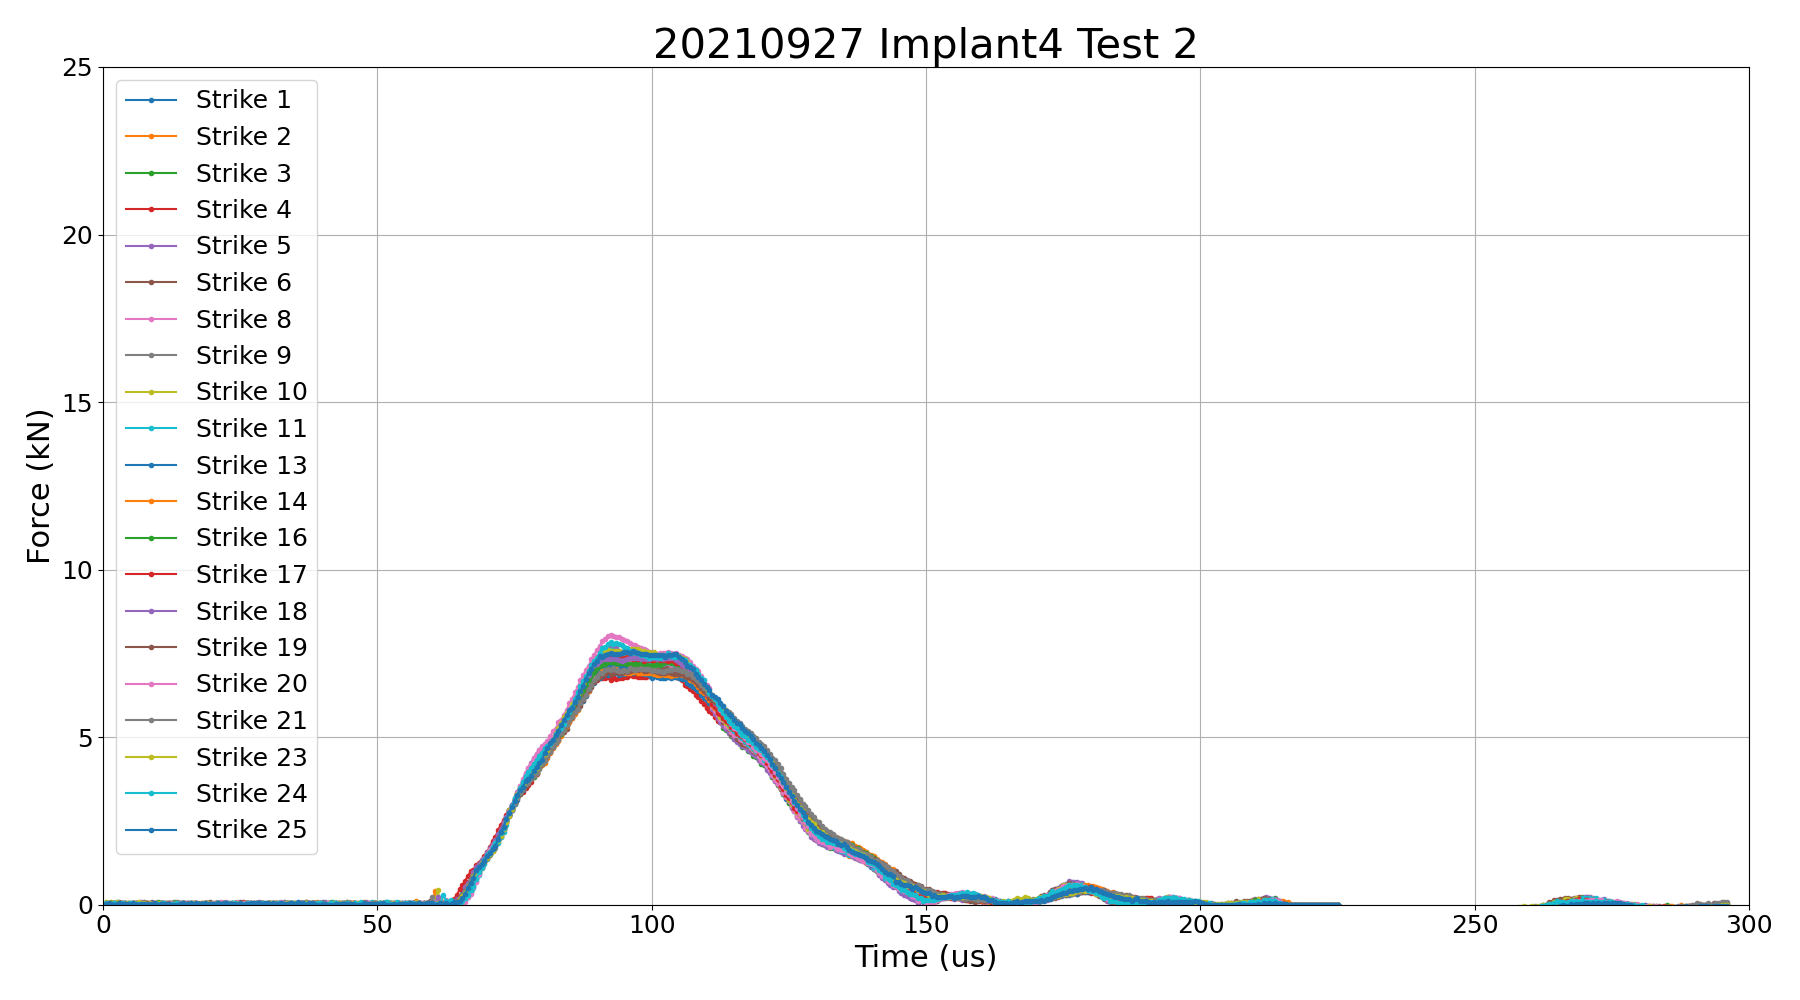 20210927 Implant4 Test 2
25
20
15
10
5
0
Force (kN)
Strike 1
Strike 2
Strike 3
Strike 4
Strike 5
Strike 6
Strike 8
Strike 9
Strike 10
Strike 11
Strike 13
Strike 14
Strike 16
Strike 17
Strike 18
Strike 19
Strike 20
Strike 21
Strike 23
Strike 24
Strike 25
0 50 100 150 200 250 300
Time (us)